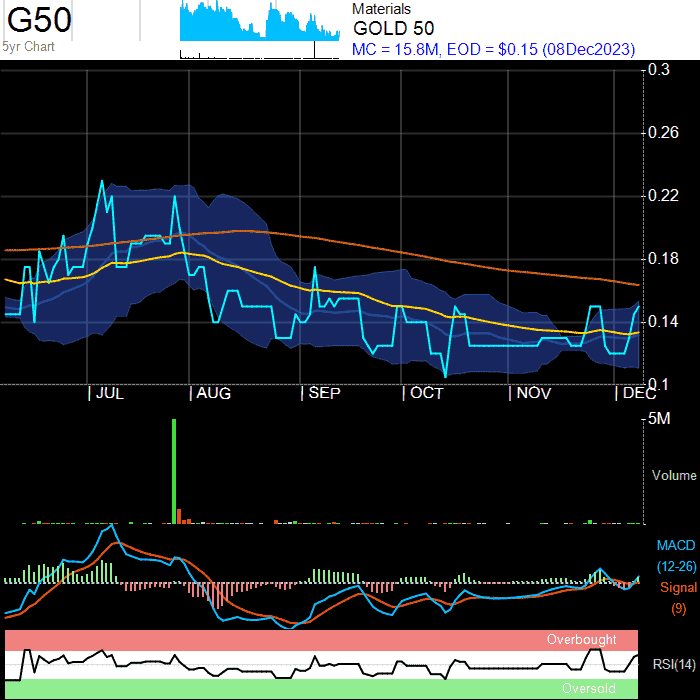 G50
5yr Chart
Materials
GOLD 50
MC = 15.8M, EOD = $0.15 (08Dec2023)
0.3
0.26
0.22
0.18
0.14
0.1
JUL AUG SEP OCT NOV DEC
5M
Volume
MACD
(12-26)
Signal
(9)
Overbought
RSI(14)
Oversold